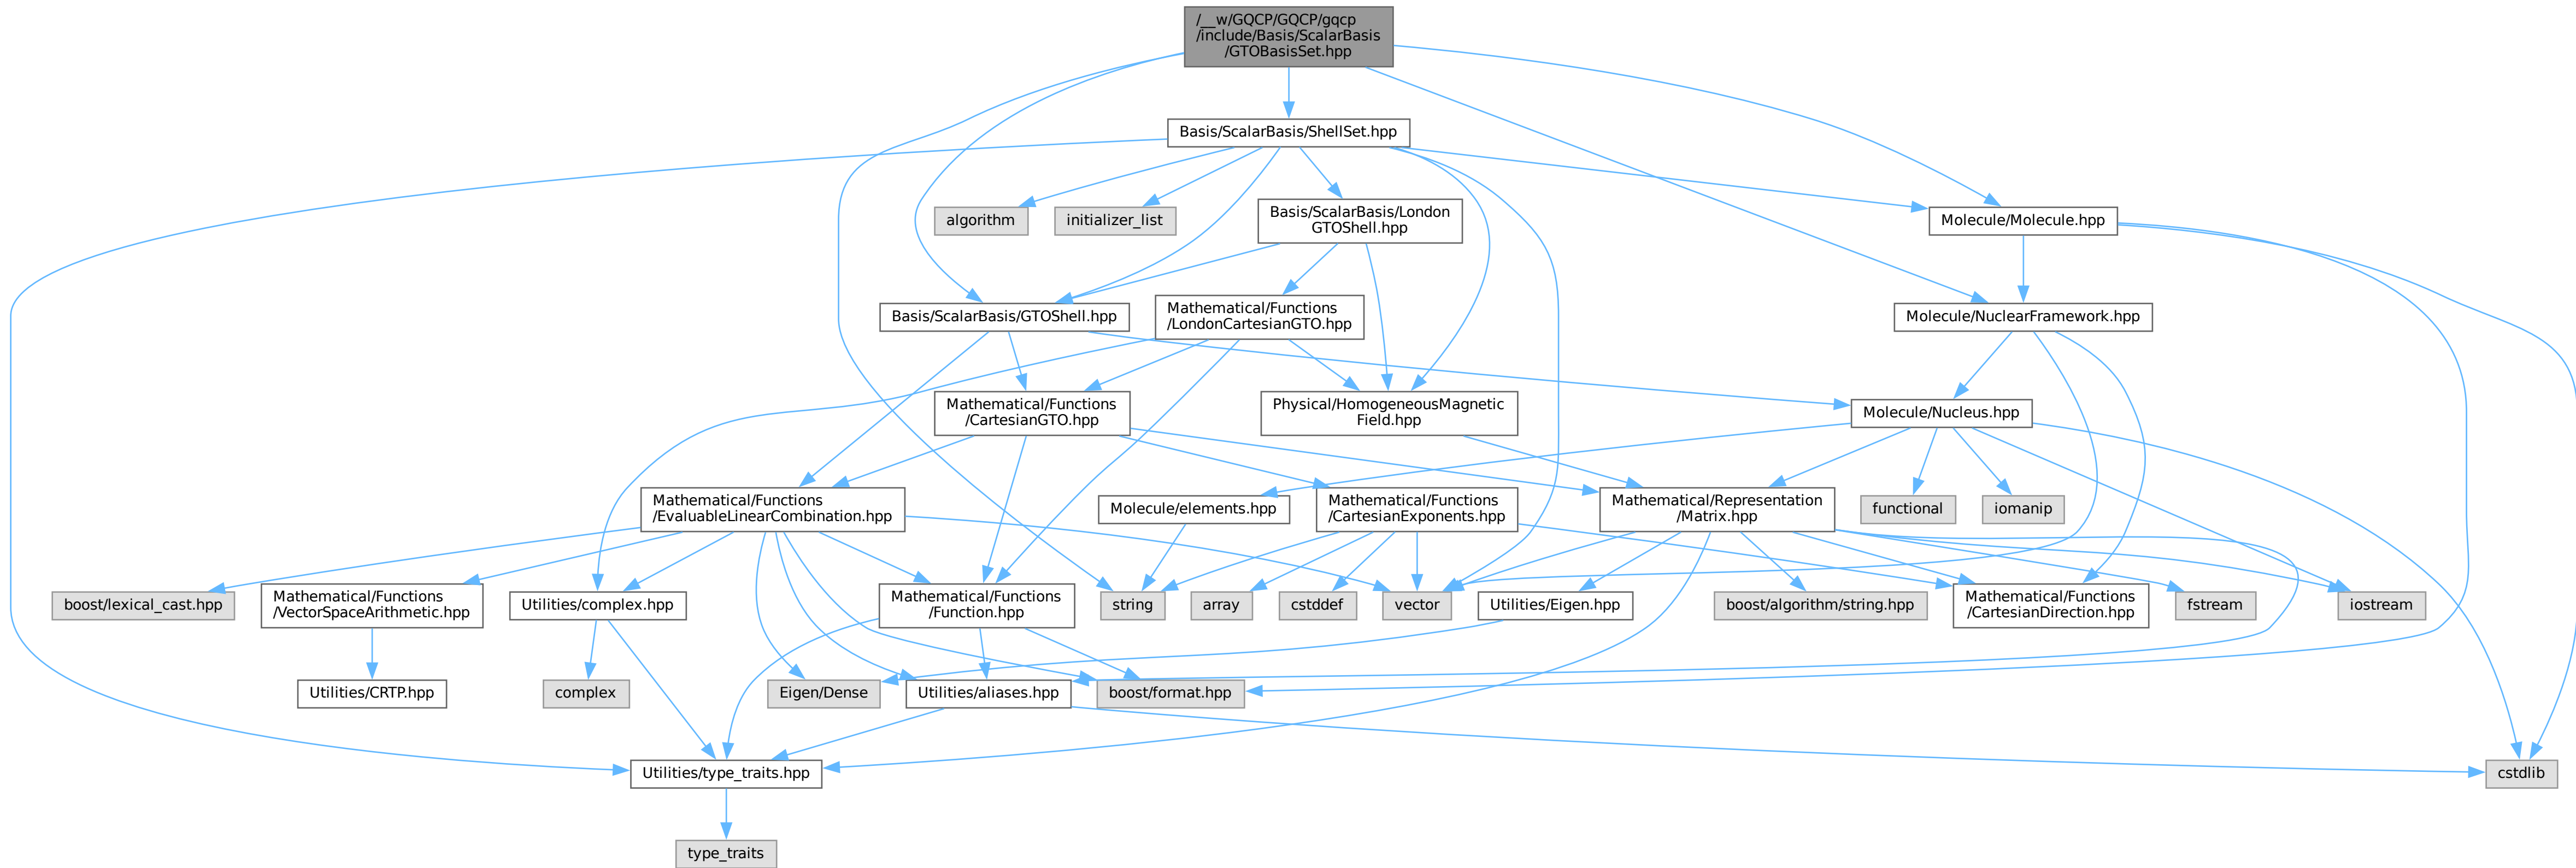 /__w/GQCP/GQCP/gqcp
/include/Basis/ScalarBasis
/GTOBasisSet.hpp
Basis/ScalarBasis/ShellSet.hpp
algorithm
initializer_list
Basis/ScalarBasis/London
GTOShell.hpp
Molecule/Molecule.hpp
Basis/ScalarBasis/GTOShell.hpp
Mathematical/Functions
/LondonCartesianGTO.hpp
Molecule/NuclearFramework.hpp
Mathematical/Functions
/CartesianGTO.hpp
Physical/HomogeneousMagnetic
Field.hpp
Molecule/Nucleus.hpp
Mathematical/Functions
/EvaluableLinearCombination.hpp
Molecule/elements.hpp
Mathematical/Functions
/CartesianExponents.hpp
Mathematical/Representation
/Matrix.hpp
functional
iomanip
boost/lexical_cast.hpp
Mathematical/Functions
/VectorSpaceArithmetic.hpp
Utilities/complex.hpp
Mathematical/Functions
/Function.hpp
string
array
cstddef
vector
Utilities/Eigen.hpp
boost/algorithm/string.hpp
Mathematical/Functions
/CartesianDirection.hpp
fstream
iostream
Utilities/CRTP.hpp
complex
Eigen/Dense
Utilities/aliases.hpp
boost/format.hpp
Utilities/type_traits.hpp
cstdlib
type_traits